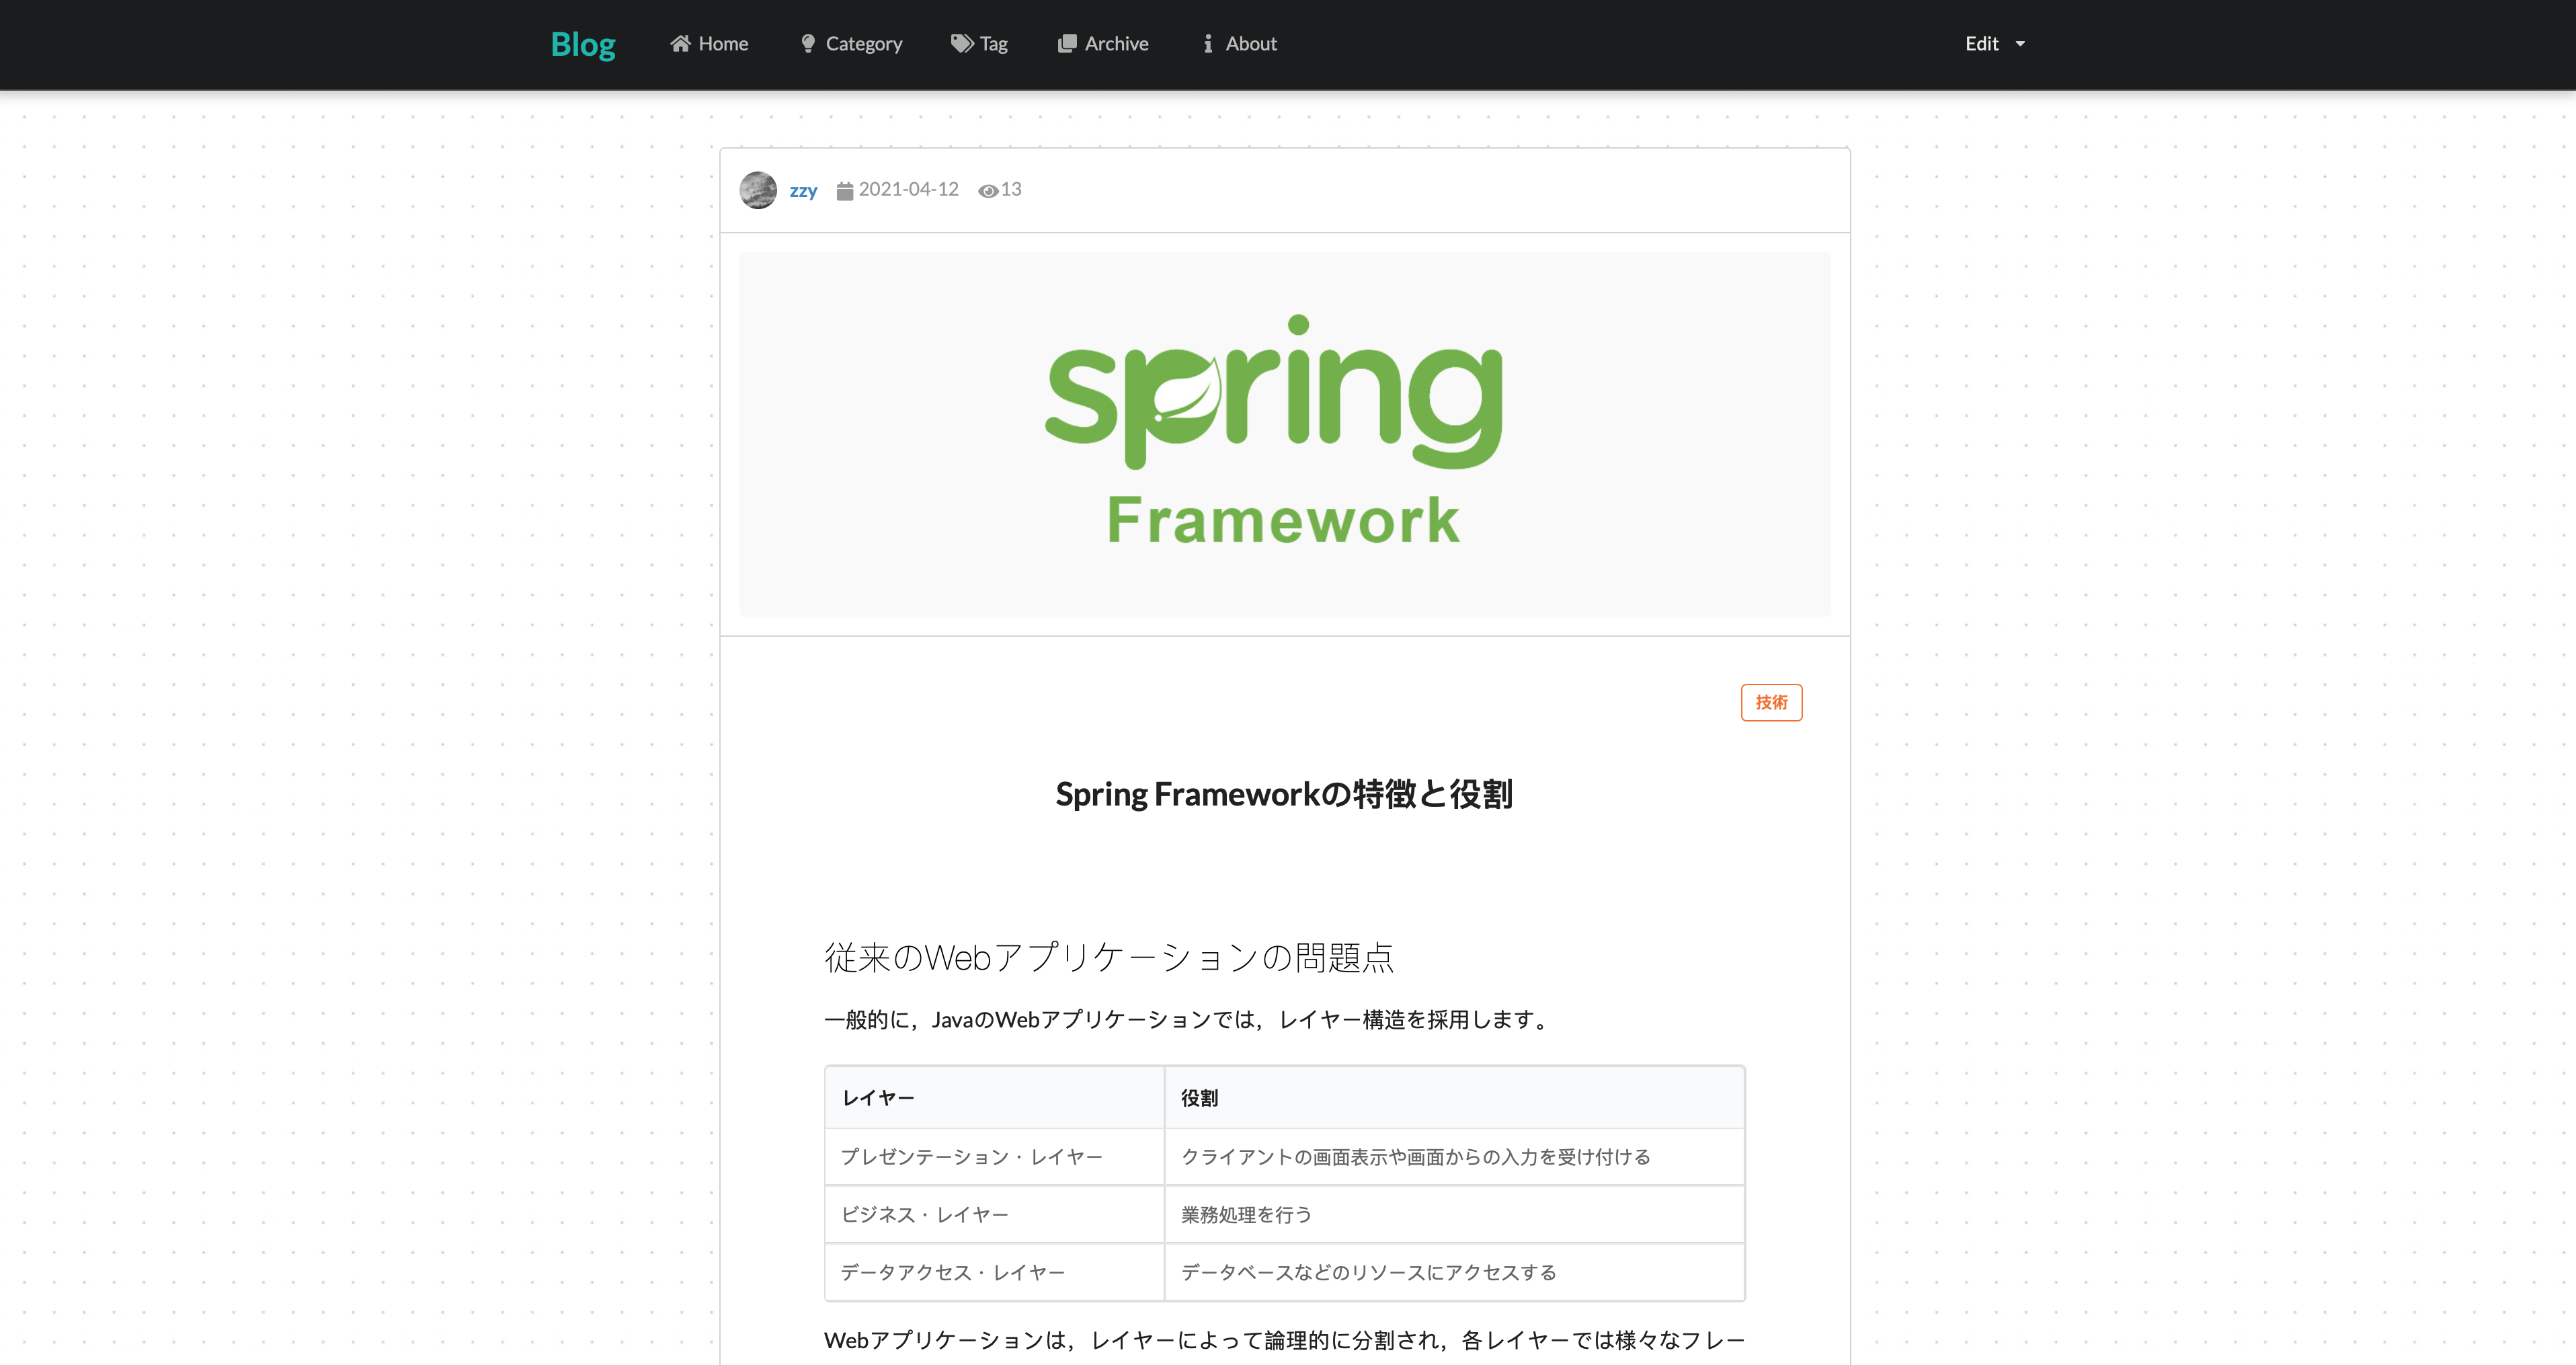 Blog Home Category Tag Archive About Edit
zzy 2021-04-12 13
spring
Framework
技術
Spring Frameworkの特徴と役割
従来のWebアプリケーションの問題点
一般的に，JavaのWebアプリケーションでは，レイヤー構造を採用します。
レイヤー 役割
プレゼンテーション・レイヤー クライアントの画面表示や画面からの入力を受け付ける
ビジネス・レイヤー 業務処理を行う
データアクセス・レイヤー データベースなどのリソースにアクセスする
Webアプリケーションは，レイヤーによって論理的に分割され，各レイヤーでは様々なフレー